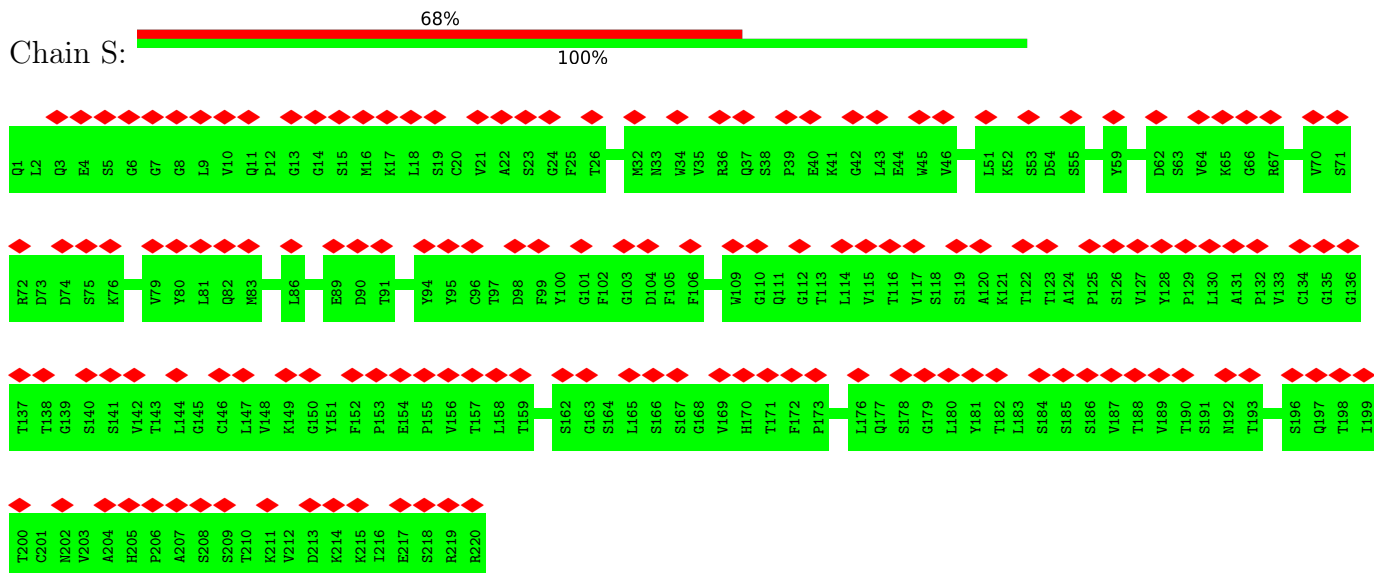 68%
Chain S:
100%
Q1 L2 Q3 E4 S5 G6 G7 G8 L9 V10 Q11 P12 G13 G14 S15 M16 K17 L18 S19 C20 V21 A22 S23 G24 F25 T26 M32 N33 W34 V35 R36 Q37 S38 P39 E40 K41 G42 L43 E44 W45 V46 L51 K52 S53 D54 S55 Y59 D62 S63 V64 K65 G66 R67 V70 S71
R72 D73 D74 S75 K76 V79 Y80 L81 Q82 M83 L86 E89 D90 T91 Y94 Y95 C96 T97 D98 F99 Y100 G101 F102 G103 D104 F105 F106 W109 G110 Q111 G112 T113 L114 V115 T116 V117 S118 S119 A120 K121 T122 T123 A124 P125 S126 V127 Y128 P129 L130 A131 P132 V133 C134 G135 G136
T137 T138 G139 S140 S141 V142 T143 L144 G145 C146 L147 V148 K149 G150 Y151 F152 P153 E154 P155 V156 T157 L158 T159 S162 G163 S164 L165 S166 S167 G168 V169 H170 T171 F172 P173 L176 Q177 S178 G179 L180 Y181 T182 L183 S184 S185 S186 V187 T188 V189 T190 S191 N192 T193 S196 Q197 T198 I199
T200 C201 N202 V203 A204 H205 P206 A207 S208 S209 T210 K211 V212 D213 K214 K215 I216 E217 S218 R219 R220